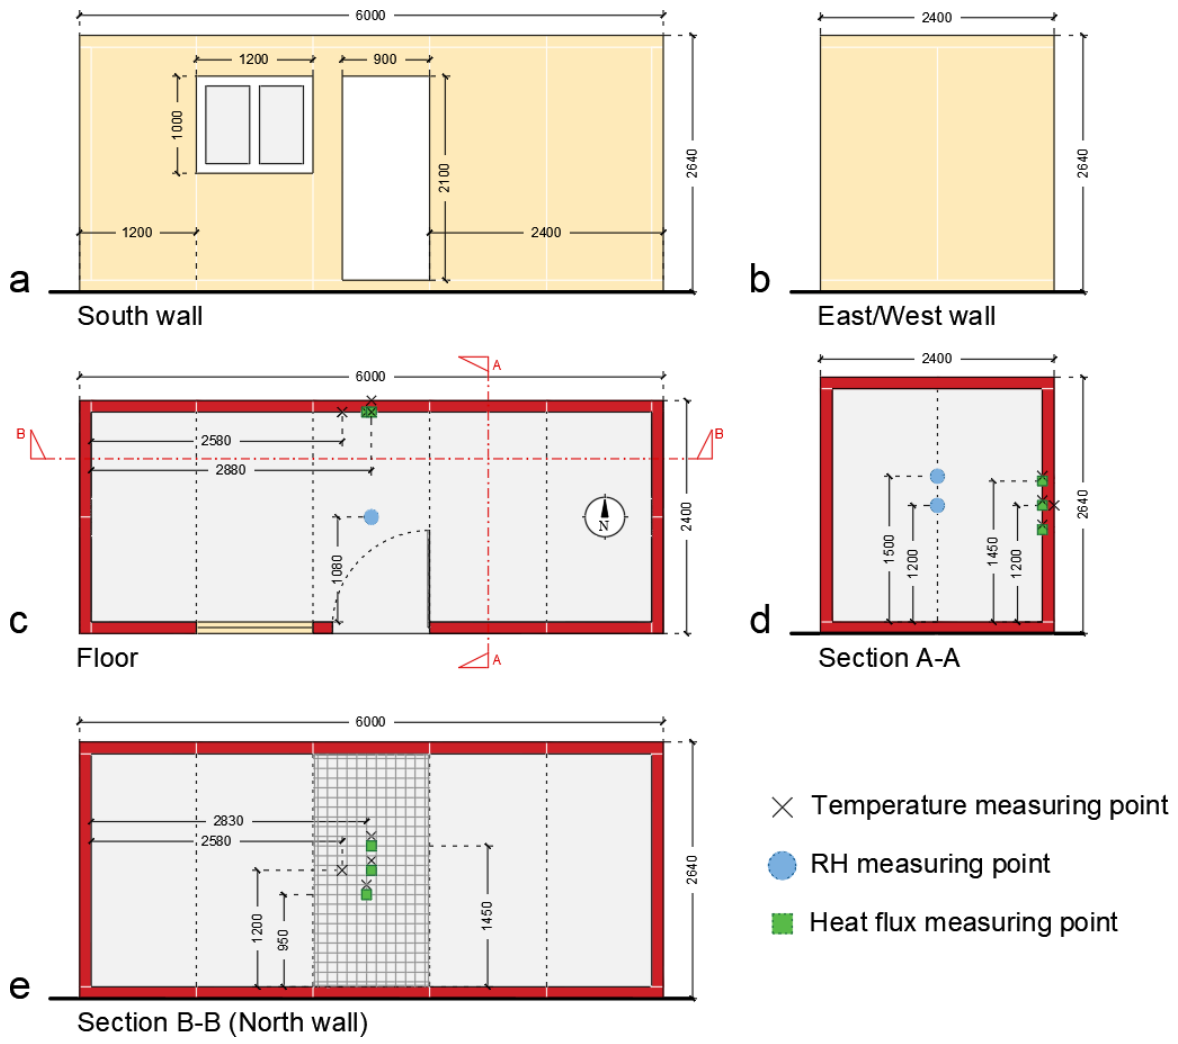 6000
2400
1200
900
1000
2100
2640
2640
1200
2400
a
b
South wall
East/West wall
A
6000
2400
B
B
2580
2880
N
2400
1080
1500
1200
1450
1200
2640
c
d
A
Floor
Section A-A
6000
2830
2580
1200
950
1450
2640
Temperature measuring point
RH measuring point
Heat flux measuring point
e
Section B-B (North wall)